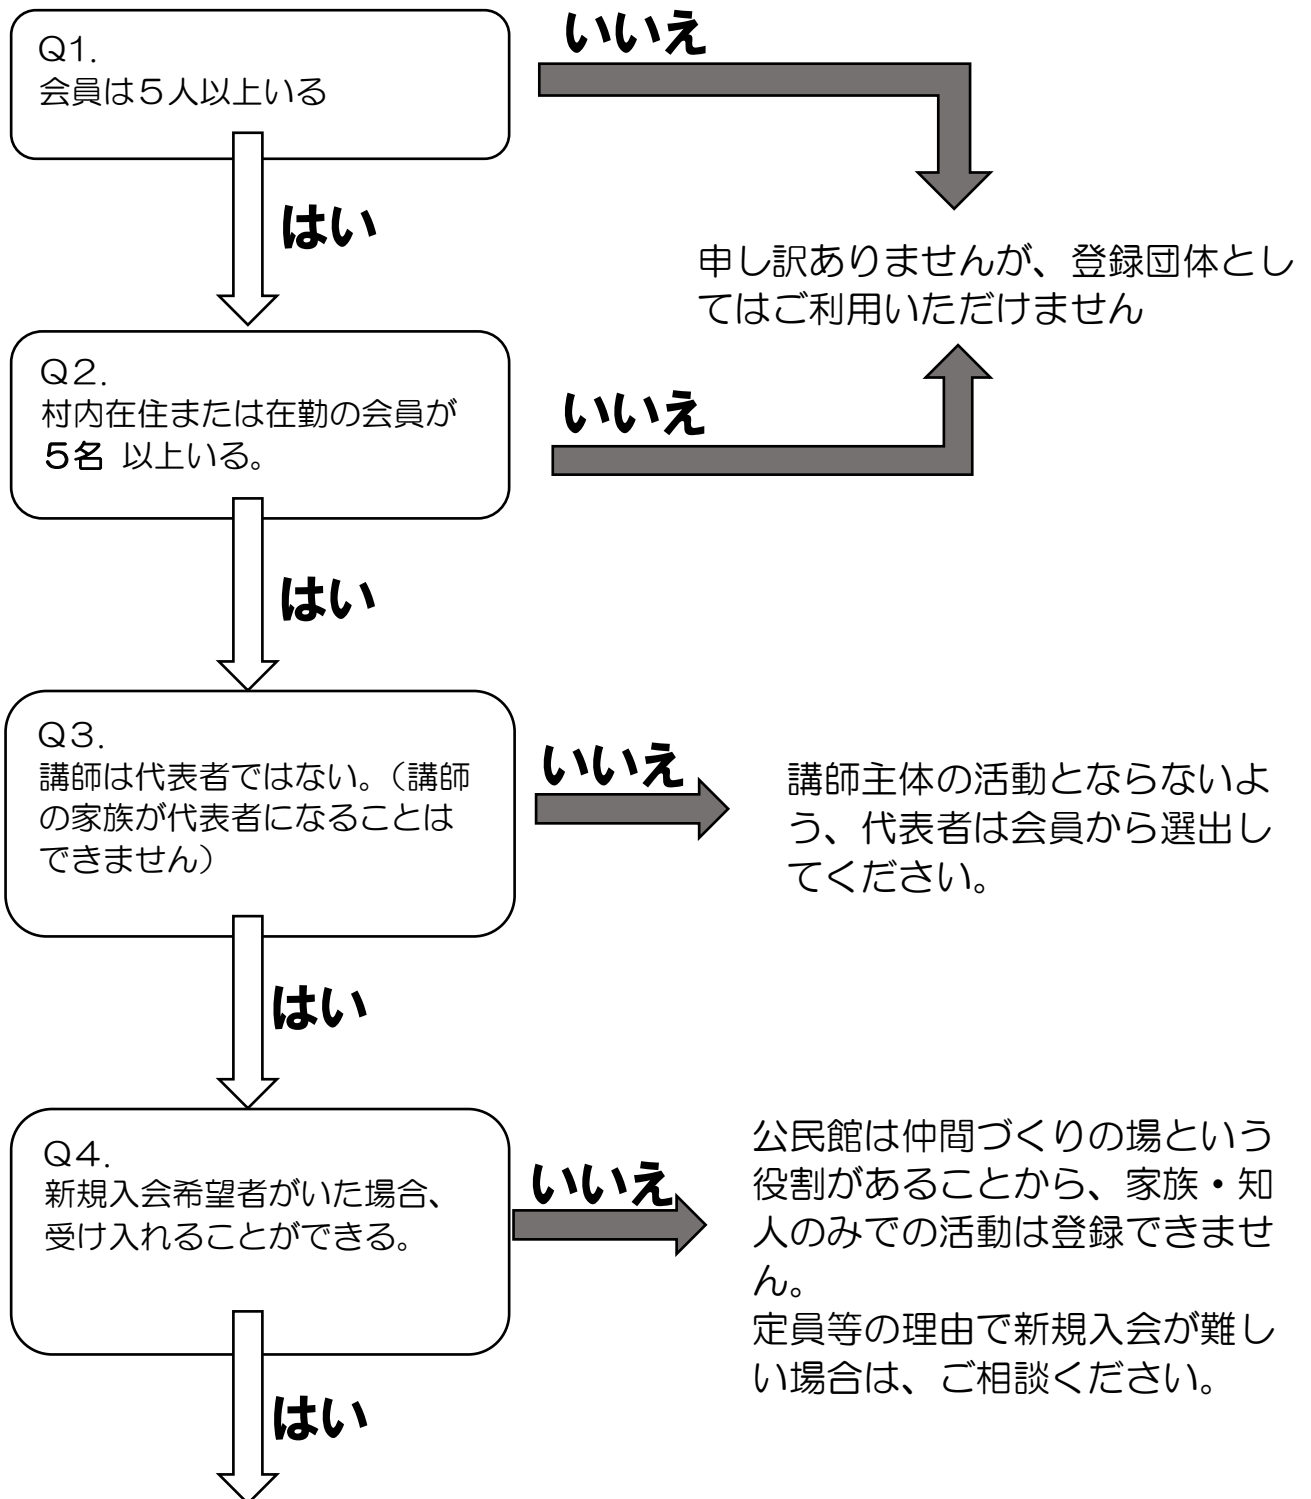 Q1.
会員は５人以上いる
いいえ
はい
申し訳ありませんが、登録団体とし
てはご利用いただけません
Q２.
村内在住または在勤の会員が
５名 以上いる。
いいえ
はい
Q３.
講師は代表者ではない。（講師
の家族が代表者になることは
できません）
いいえ
講師主体の活動とならないよ
う、代表者は会員から選出し
てください。
はい
Q４.
新規入会希望者がいた場合、
受け入れることができる。
いいえ
公民館は仲間づくりの場という
役割があることから、家族・知
人のみでの活動は登録できませ
ん。
定員等の理由で新規入会が難し
い場合は、ご相談ください。
はい